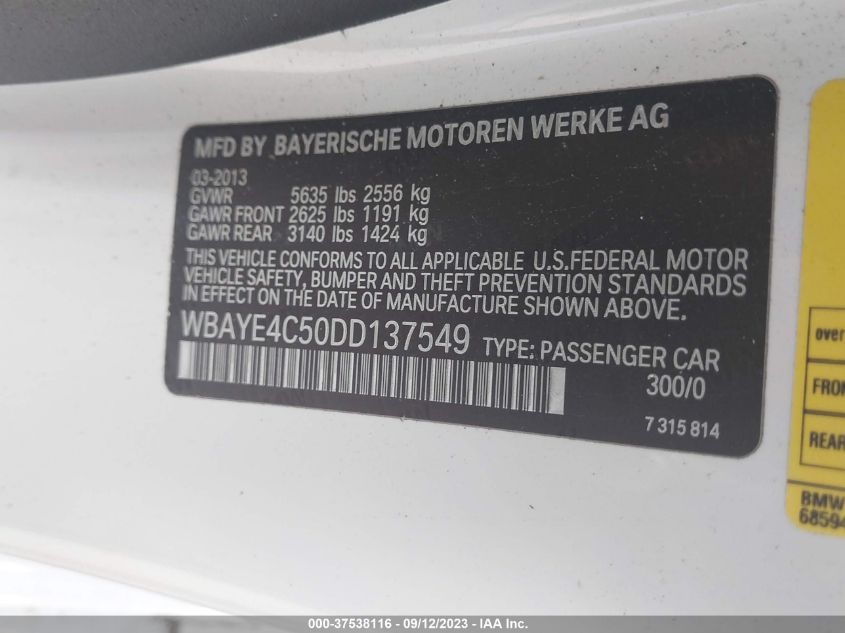 MFD BY BAYERISCHE MOTOREN WERKE AG
03-2013
GVWR 5635 lbs 2556 kg
GAWR FRONT 2625 lbs 1191 kg
GAWR REAR 3140 lbs 1424 kg
THIS VEHICLE CONFORMS TO ALL APPLICABLE U.S.FEDERAL MOTOR
VEHICLE SAFETY, BUMPER AND THEFT PREVENTION STANDARDS
IN EFFECT ON THE DATE OF MANUFACTURE SHOWN ABOVE.
WBAYE4C50DD137549 TYPE: PASSENGER CAR
300/0
7 315 814
over
FRON
REAR
BMW
68594
000-37538116 - 09/12/2023 - IAA Inc.